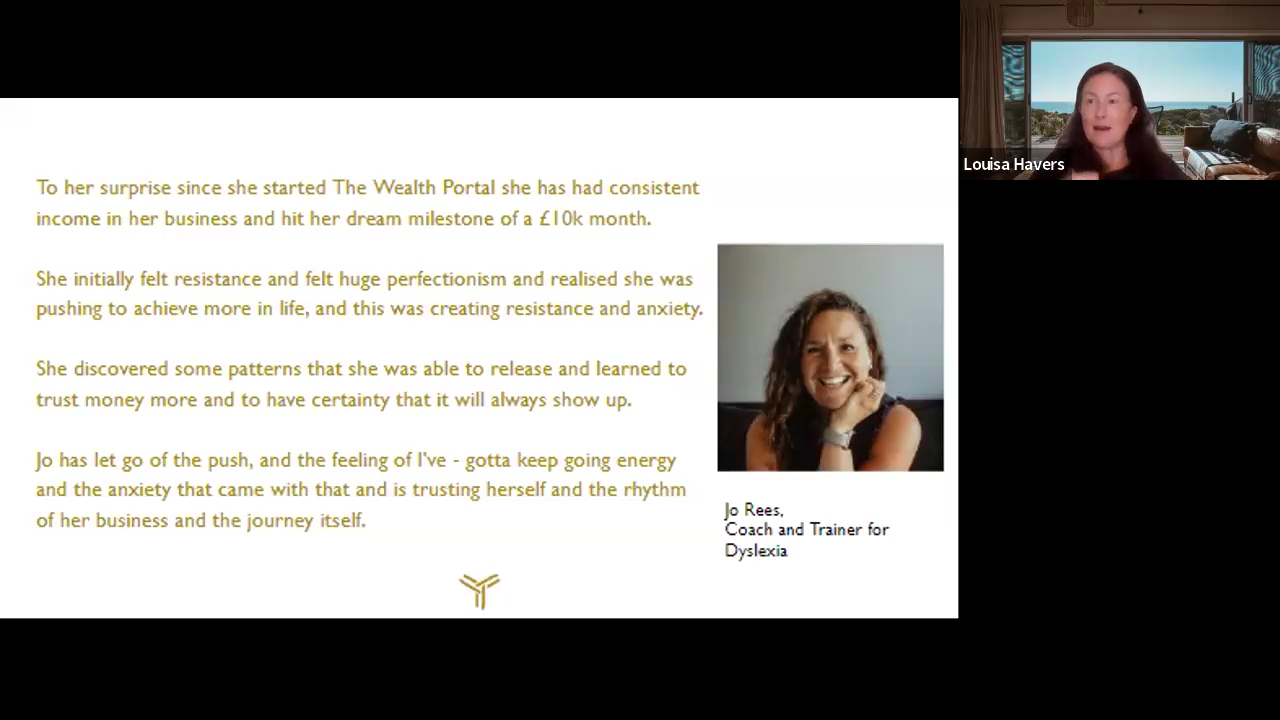 To her surprise since she started The Wealth Portal she has had consistent
income in her business and hit her dream milestone of a £10k month.
She initially felt resistance and felt huge perfectionism and realised she was
pushing to achieve more in life, and this was creating resistance and anxiety.
She discovered some patterns that she was able to release and learned to
trust money more and to have certainty that it will always show up.
Jo has let go of the push, and the feeling of I've - gotta keep going energy
and the anxiety that came with that and is trusting herself and the rhythm
of her business and the journey itself.
Jo Rees,
Coach and Trainer for
Dyslexia
Louisa Havers